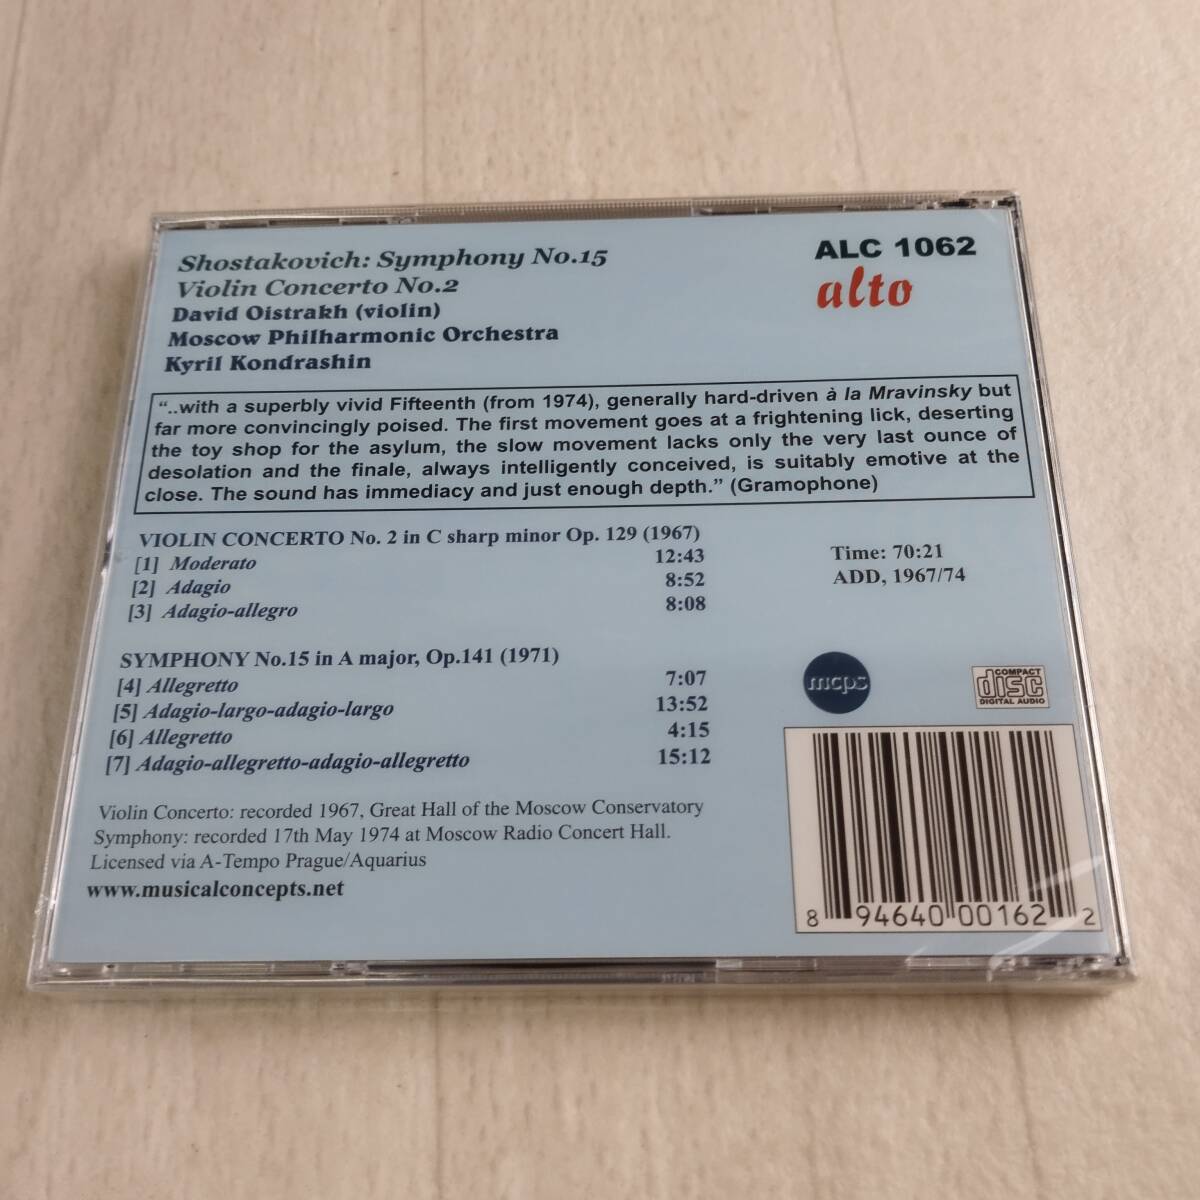 Shostakovich: Symphony No.15
Violin Concerto No.2
David Oistrakh (violin)
Moscow Philharmonic Orchestra
Kyril Kondrashin
ALC 1062
alto
“..with a superbly vivid Fifteenth (from 1974), generally hard-driven à la Mravinsky but
far more convincingly poised. The first movement goes at a frightening lick, deserting
the toy shop for the asylum, the slow movement lacks only the very last ounce of
desolation and the finale, always intelligently conceived, is suitably emotive at the
close. The sound has immediacy and just enough depth.” (Gramophone)
VIOLIN CONCERTO No. 2 in C sharp minor Op. 129 (1967)
[1] Moderato 12:43
[2] Adagio 8:52
[3] Adagio-allegro 8:08
Time: 70:21
ADD, 1967/74
SYMPHONY No.15 in A major, Op.141 (1971)
[4] Allegretto 7:07
[5] Adagio-largo-adagio-largo 13:52
[6] Allegretto 4:15
[7] Adagio-allegretto-adagio-allegretto 15:12
mcps
COMPACT
disc
DIGITAL AUDIO
Violin Concerto: recorded 1967, Great Hall of the Moscow Conservatory
Symphony: recorded 17th May 1974 at Moscow Radio Concert Hall.
Licensed via A-Tempo Prague/Aquarius
www.musicalconcepts.net
8 94640 00162 2